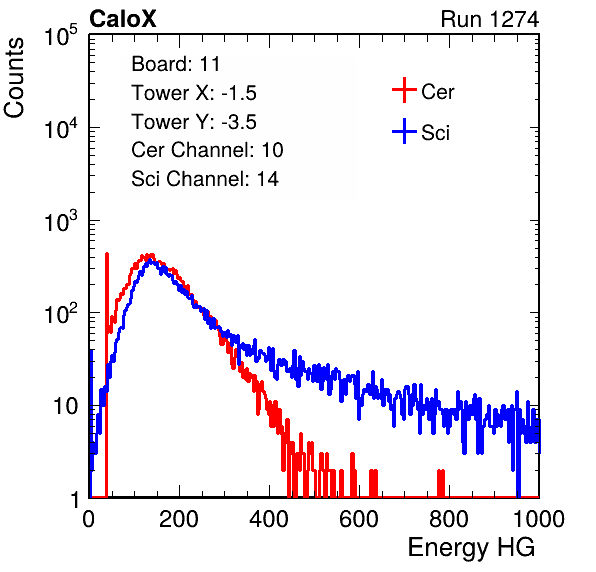 CaloX Run 1274
Counts
10^5
10^4
10^3
10^2
10
1
Board: 11
Tower X: -1.5
Tower Y: -3.5
Cer Channel: 10
Sci Channel: 14
Cer
Sci
0 200 400 600 800 1000
Energy HG